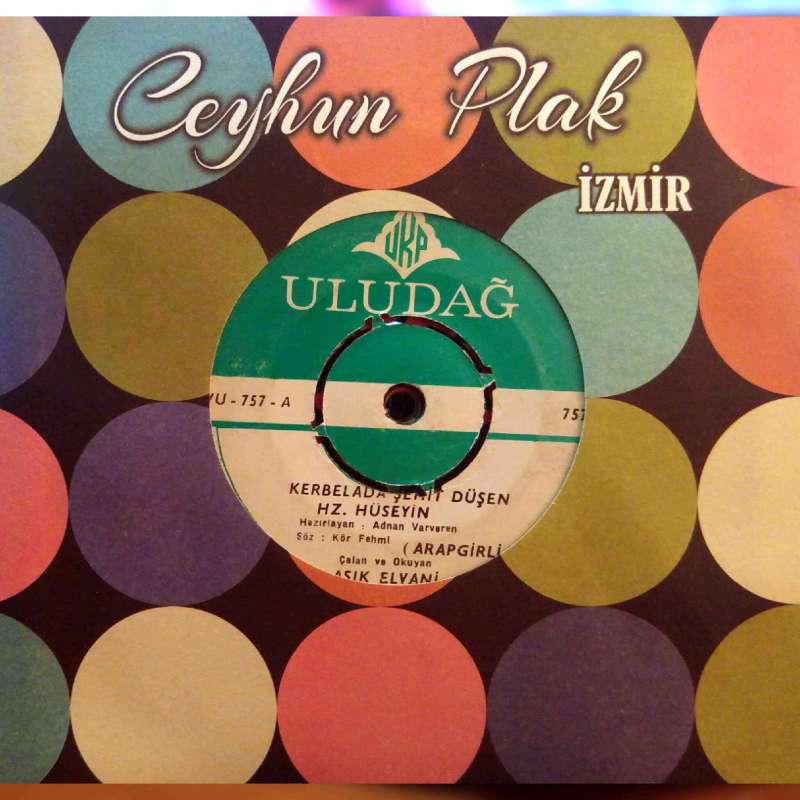 Ceyhun Plak
İZMİR
UKP
ULUDAĞ
YU - 757 - A
757
KERBELADA ŞEHİT DÜŞEN
HZ. HÜSEYİN
Hazırlayan : Adnan Varveren
Söz : Kör Fehmi
( ARAPGİRLİ
Çalan ve Okuyan
AŞIK ELVANİ